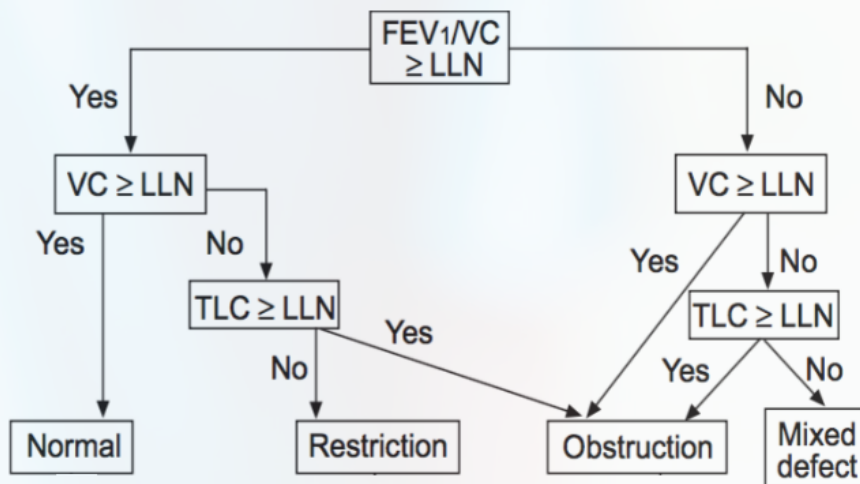 FEV1/VC
≥ LLN
Yes
No
VC ≥ LLN
VC ≥ LLN
Yes
No
Yes
No
TLC ≥ LLN
TLC ≥ LLN
Yes
No
Yes
No
Normal
Restriction
Obstruction
Mixed
defect